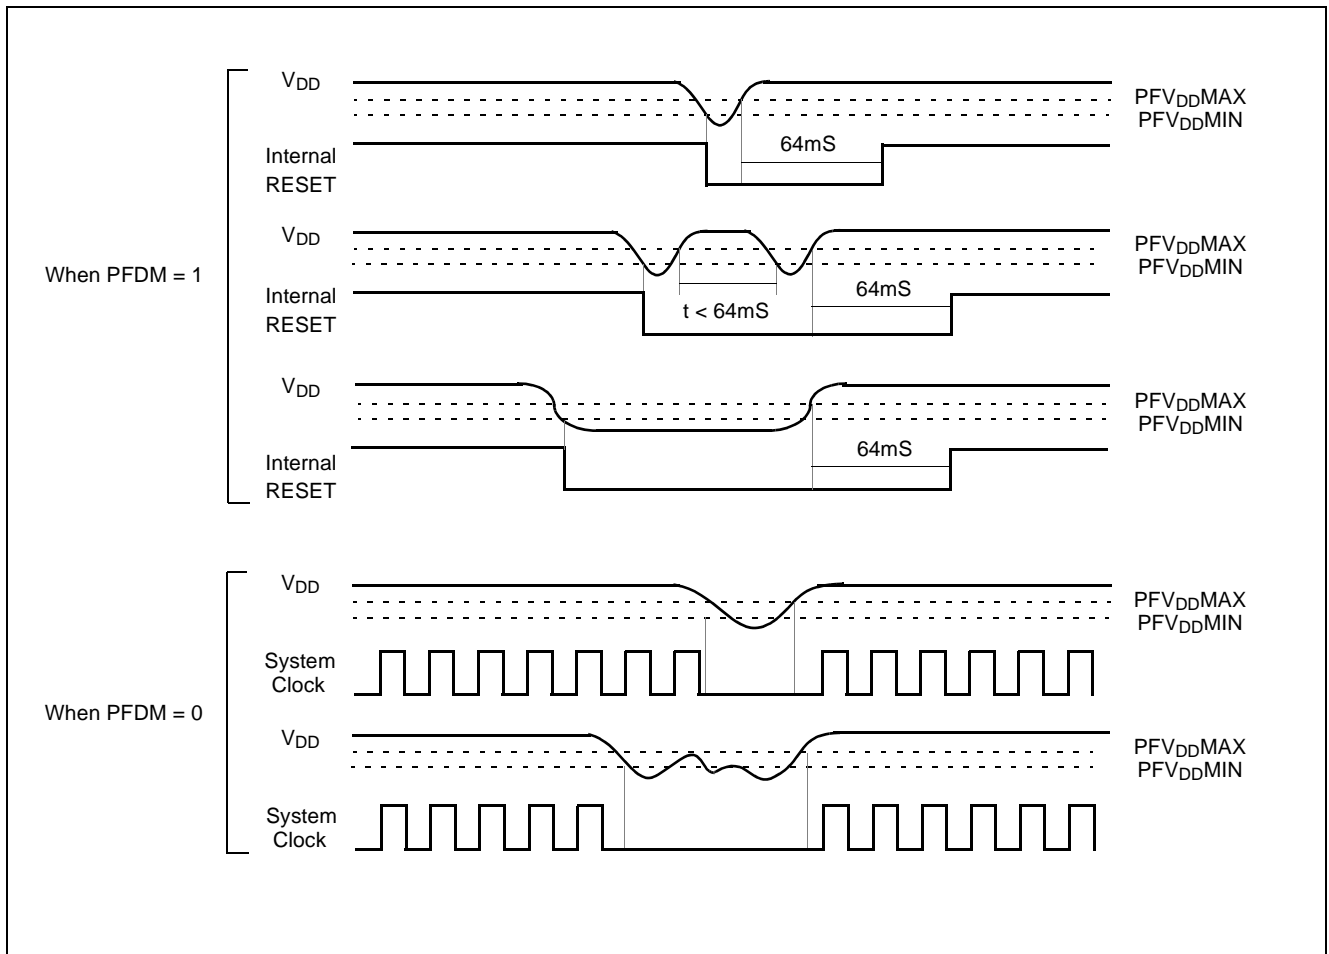 When PFDM = 1
VDD
PFVDDMAX
PFVDDMIN
64mS
Internal
RESET
VDD
PFVDDMAX
PFVDDMIN
64mS
t < 64mS
Internal
RESET
VDD
PFVDDMAX
PFVDDMIN
64mS
Internal
RESET
When PFDM = 0
VDD
PFVDDMAX
PFVDDMIN
System
Clock
VDD
PFVDDMAX
PFVDDMIN
System
Clock